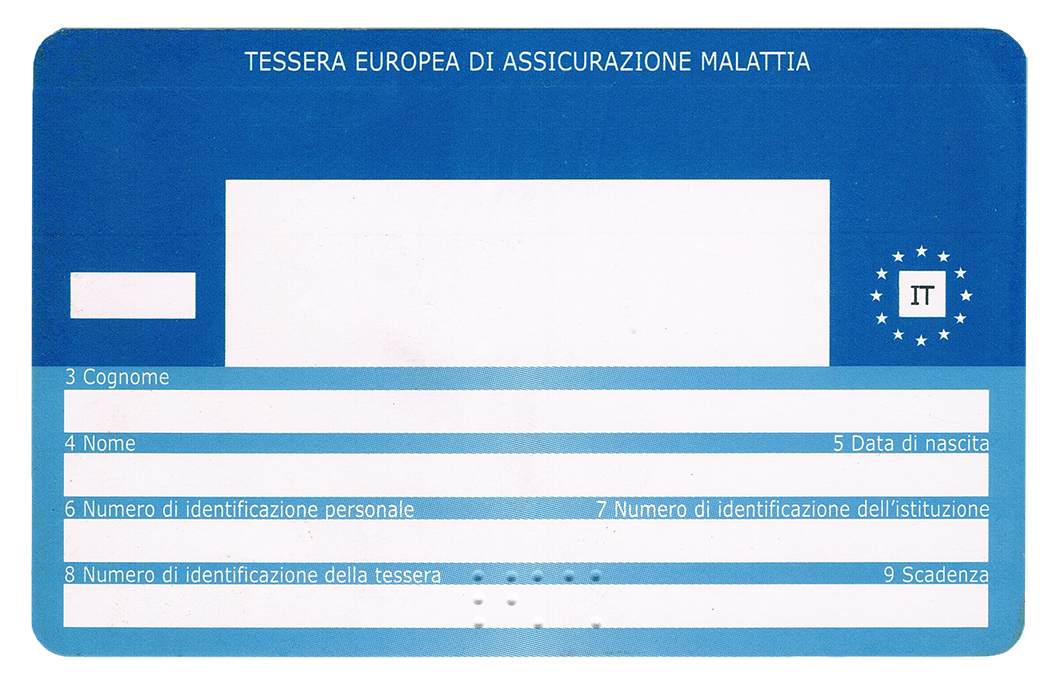 TESSERA EUROPEA DI ASSICURAZIONE MALATTIA
IT
3 Cognome
4 Nome 5 Data di nascita
6 Numero di identificazione personale 7 Numero di identificazione dell'istituzione
8 Numero di identificazione della tessera 9 Scadenza